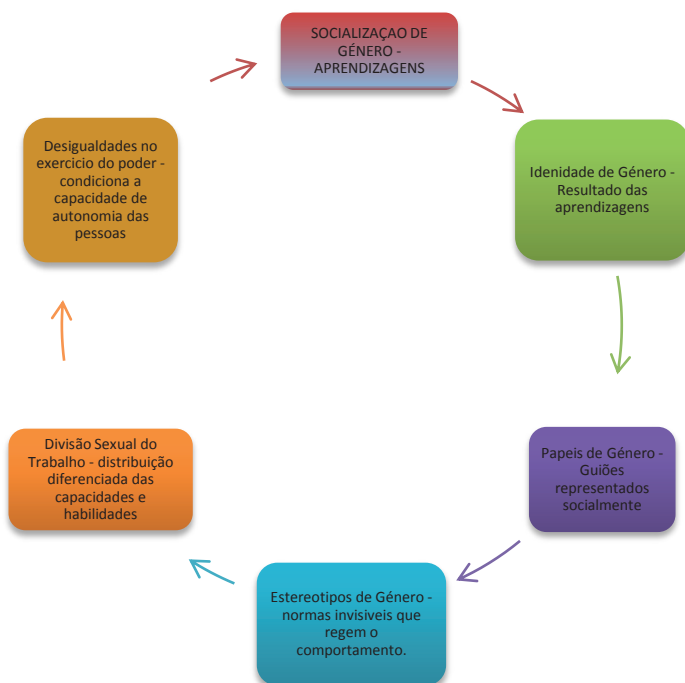 SOCIALIZAÇAO DE
GÉNERO -
APRENDIZAGENS
Idenidade de Género -
Resultado das
aprendizagens
Papeis de Género -
Guiões
representados
socialmente
Estereotipos de Género -
normas invisiveis que
regem o
comportamento.
Divisão Sexual do
Trabalho - distribuição
diferenciada das
capacidades e
habilidades
Desigualdades no
exercicio do poder -
condiciona a
capacidade de
autonomia das
pessoas